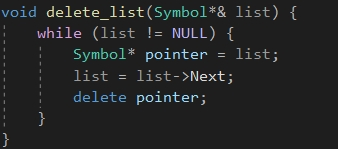 void delete_list(Symbol*& list) {
    while (list != NULL) {
        Symbol* pointer = list;
        list = list->Next;
        delete pointer;
    }
}